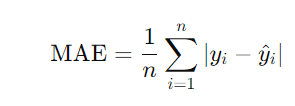 MAE = \frac{1}{n} \sum_{i=1}^{n} |y_i - \hat{y}_i|